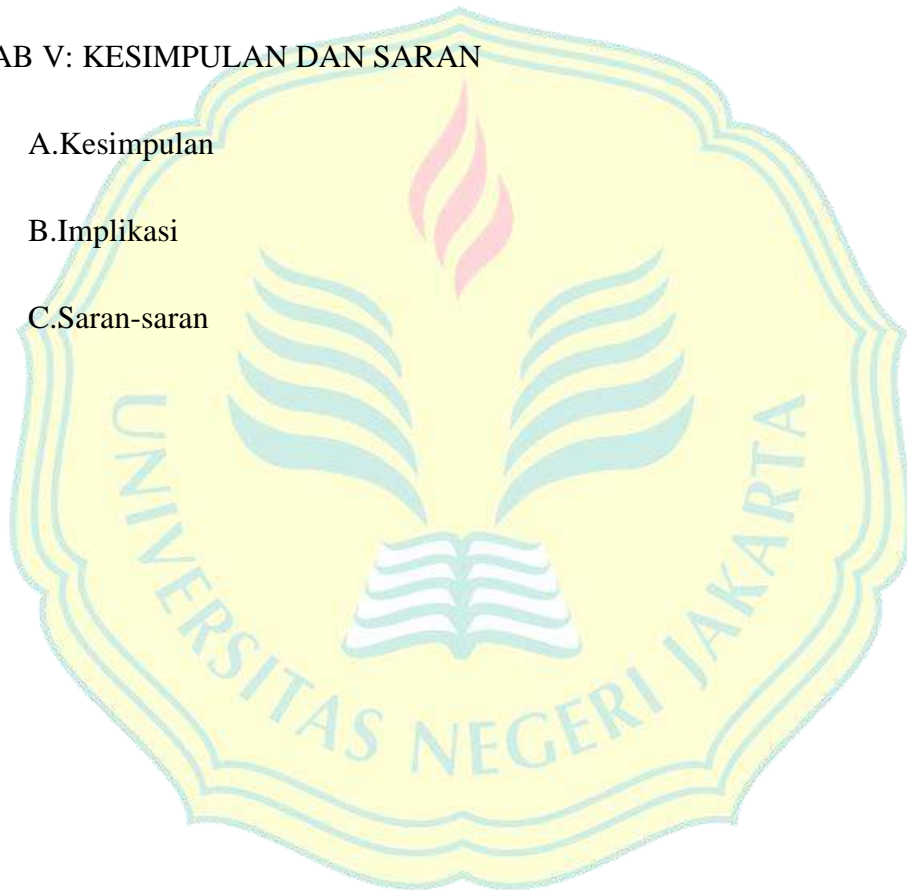 AB V: KESIMPULAN DAN SARAN
A.Kesimpulan
B.Implikasi
C.Saran-saran
UNIVERSITAS NEGERI JAKARTA